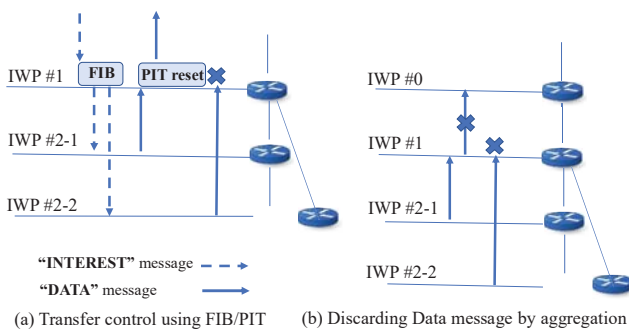 FIB
PIT reset
IWP #1
IWP #2-1
IWP #2-2
“INTEREST” message
“DATA” message
(a) Transfer control using FIB/PIT
IWP #0
IWP #1
IWP #2-1
IWP #2-2
(b) Discarding Data message by aggregation